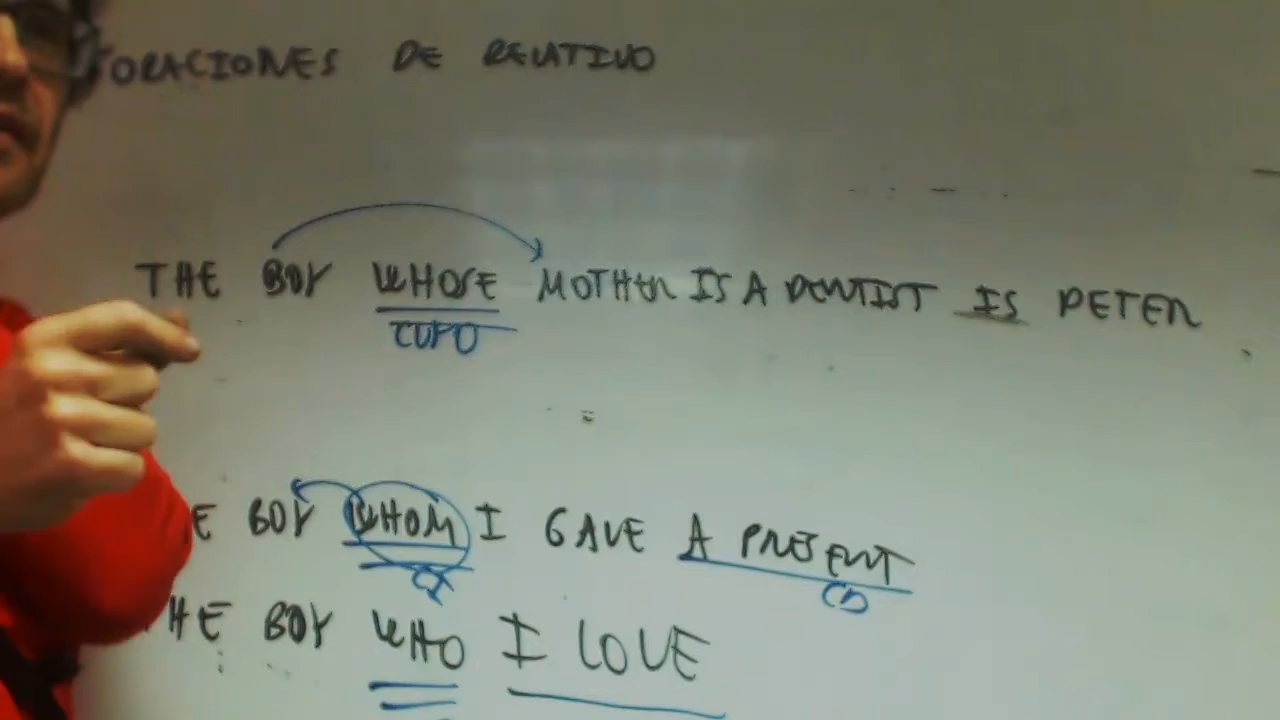 ORACIONES DE RELATIVO
THE BOY WHOSE MOTHER IS A DENTIST IS PETER
CUYO
E BOY WHOM I GAVE A PRESENT
CI CD
HE BOY WHO I LOVE